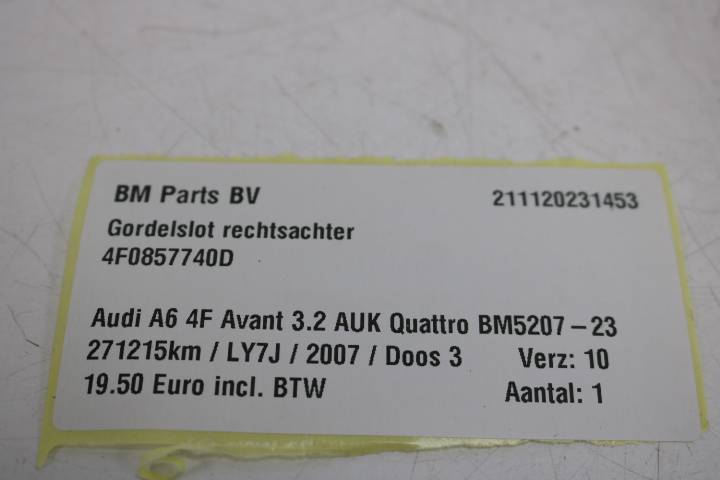 BM Parts BV 211120231453
Gordelslot rechtsachter
4F0857740D
Audi A6 4F Avant 3.2 AUK Quattro BM5207-23
271215km / LY7J / 2007 / Doos 3 Verz: 10
19.50 Euro incl. BTW Aantal: 1